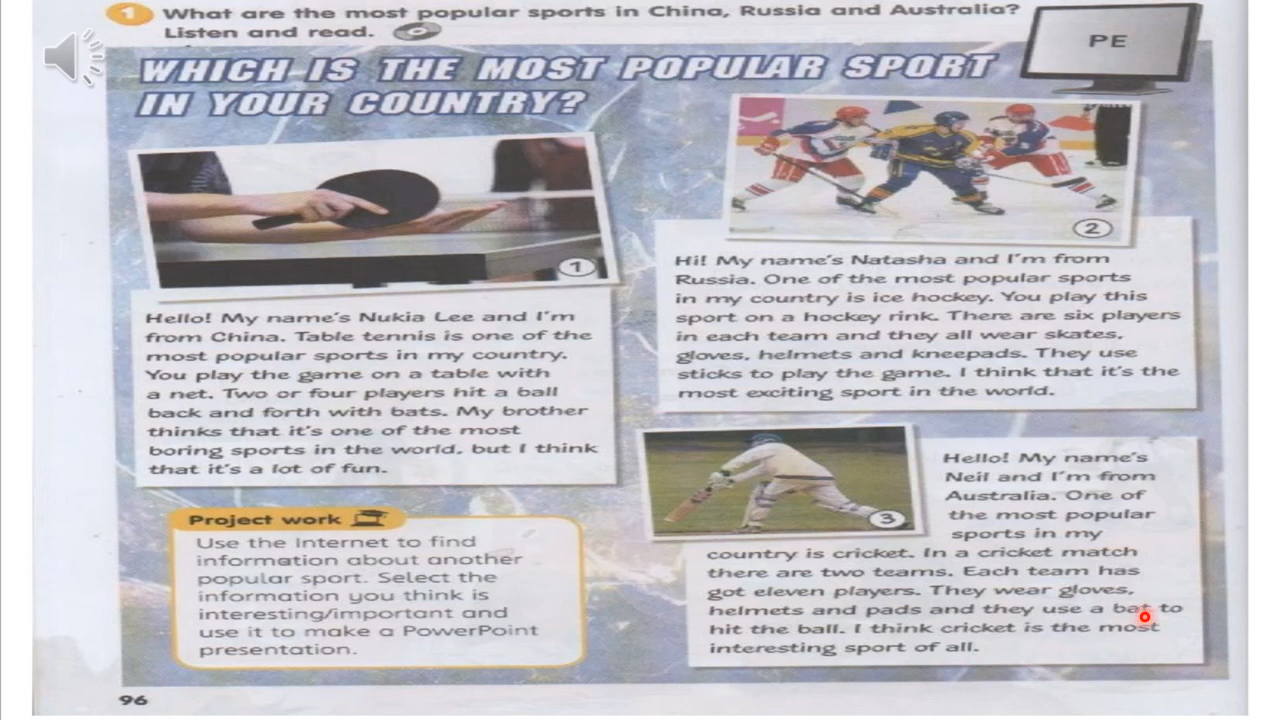 1 What are the most popular sports in China, Russia and Australia?
Listen and read.
PE
WHICH IS THE MOST POPULAR SPORT
IN YOUR COUNTRY?
1
Hello! My name's Nukia Lee and I'm
from China. Table tennis is one of the
most popular sports in my country.
You play the game on a table with
a net. Two or four players hit a ball
back and forth with bats. My brother
thinks that it's one of the most
boring sports in the world, but I think
that it's a lot of fun.
2
Hi! My name's Natasha and I'm from
Russia. One of the most popular sports
in my country is ice hockey. You play this
sport on a hockey rink. There are six players
in each team and they all wear skates,
gloves, helmets and kneepads. They use
sticks to play the game. I think that it's the
most exciting sport in the world.
3
Hello! My name's
Neil and I'm from
Australia. One of
the most popular
sports in my
country is cricket. In a cricket match
there are two teams. Each team has
got eleven players. They wear gloves,
helmets and pads and they use a bat to
hit the ball. I think cricket is the most
interesting sport of all.
Project work
Use the Internet to find
information about another
popular sport. Select the
information you think is
interesting/important and
use it to make a PowerPoint
presentation.
96